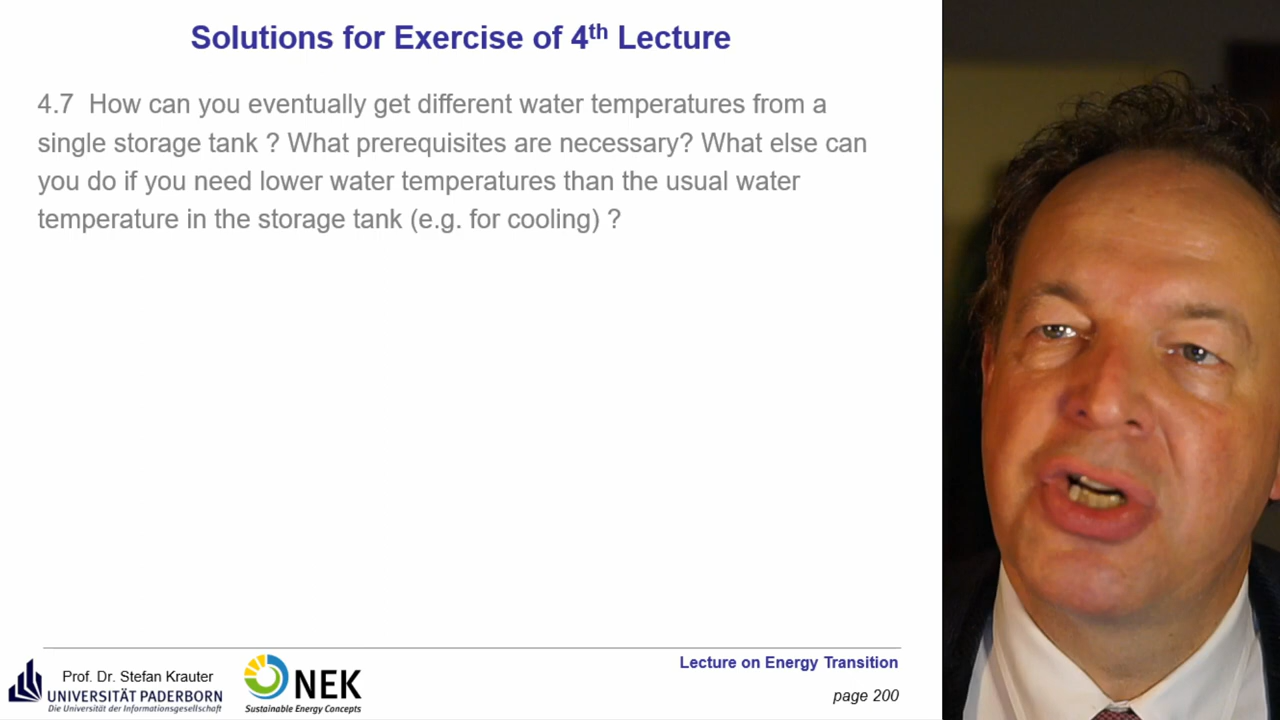 Solutions for Exercise of 4th Lecture
4.7 How can you eventually get different water temperatures from a
single storage tank ? What prerequisites are necessary? What else can
you do if you need lower water temperatures than the usual water
temperature in the storage tank (e.g. for cooling) ?
Prof. Dr. Stefan Krauter
UNIVERSITÄT PADERBORN
Die Universität der Informationsgesellschaft
NEK
Sustainable Energy Concepts
Lecture on Energy Transition
page 200